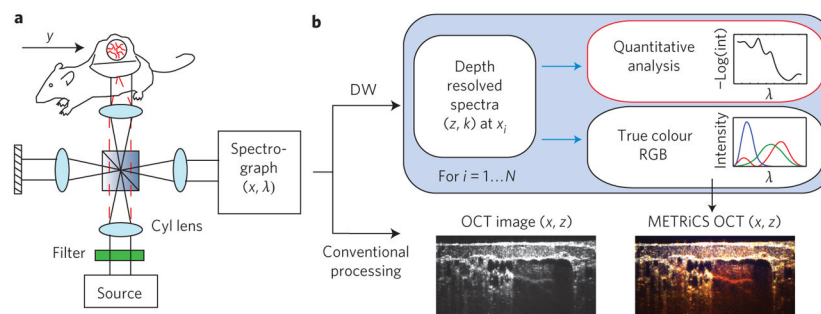 a
y
Spectro-
graph
(x, λ)
Cyl lens
Filter
Source
b
DW
Conventional
processing
Depth
resolved
spectra
(z, k) at xᵢ
For i = 1...N
Quantitative
analysis
–Log(int)
λ
True colour
RGB
Intensity
λ
OCT image (x, z)
METRiCS OCT (x, z)